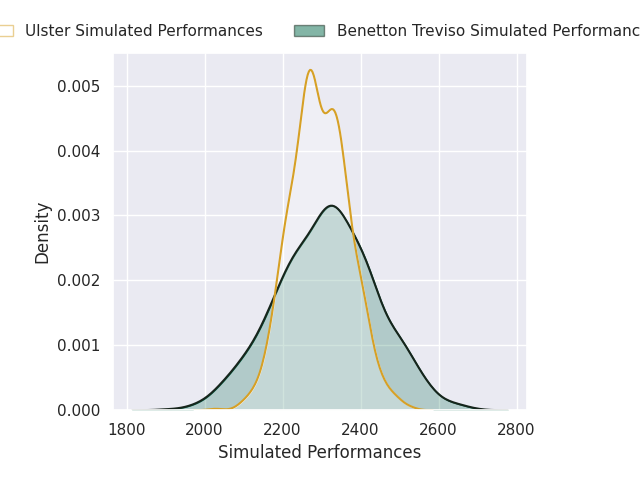 Ulster Simulated Performances Benetton Treviso Simulated Performanc
0.005
0.004
0.003
0.002
0.001
0.000
Density
1800 2000 2200 2400 2600 2800
Simulated Performances